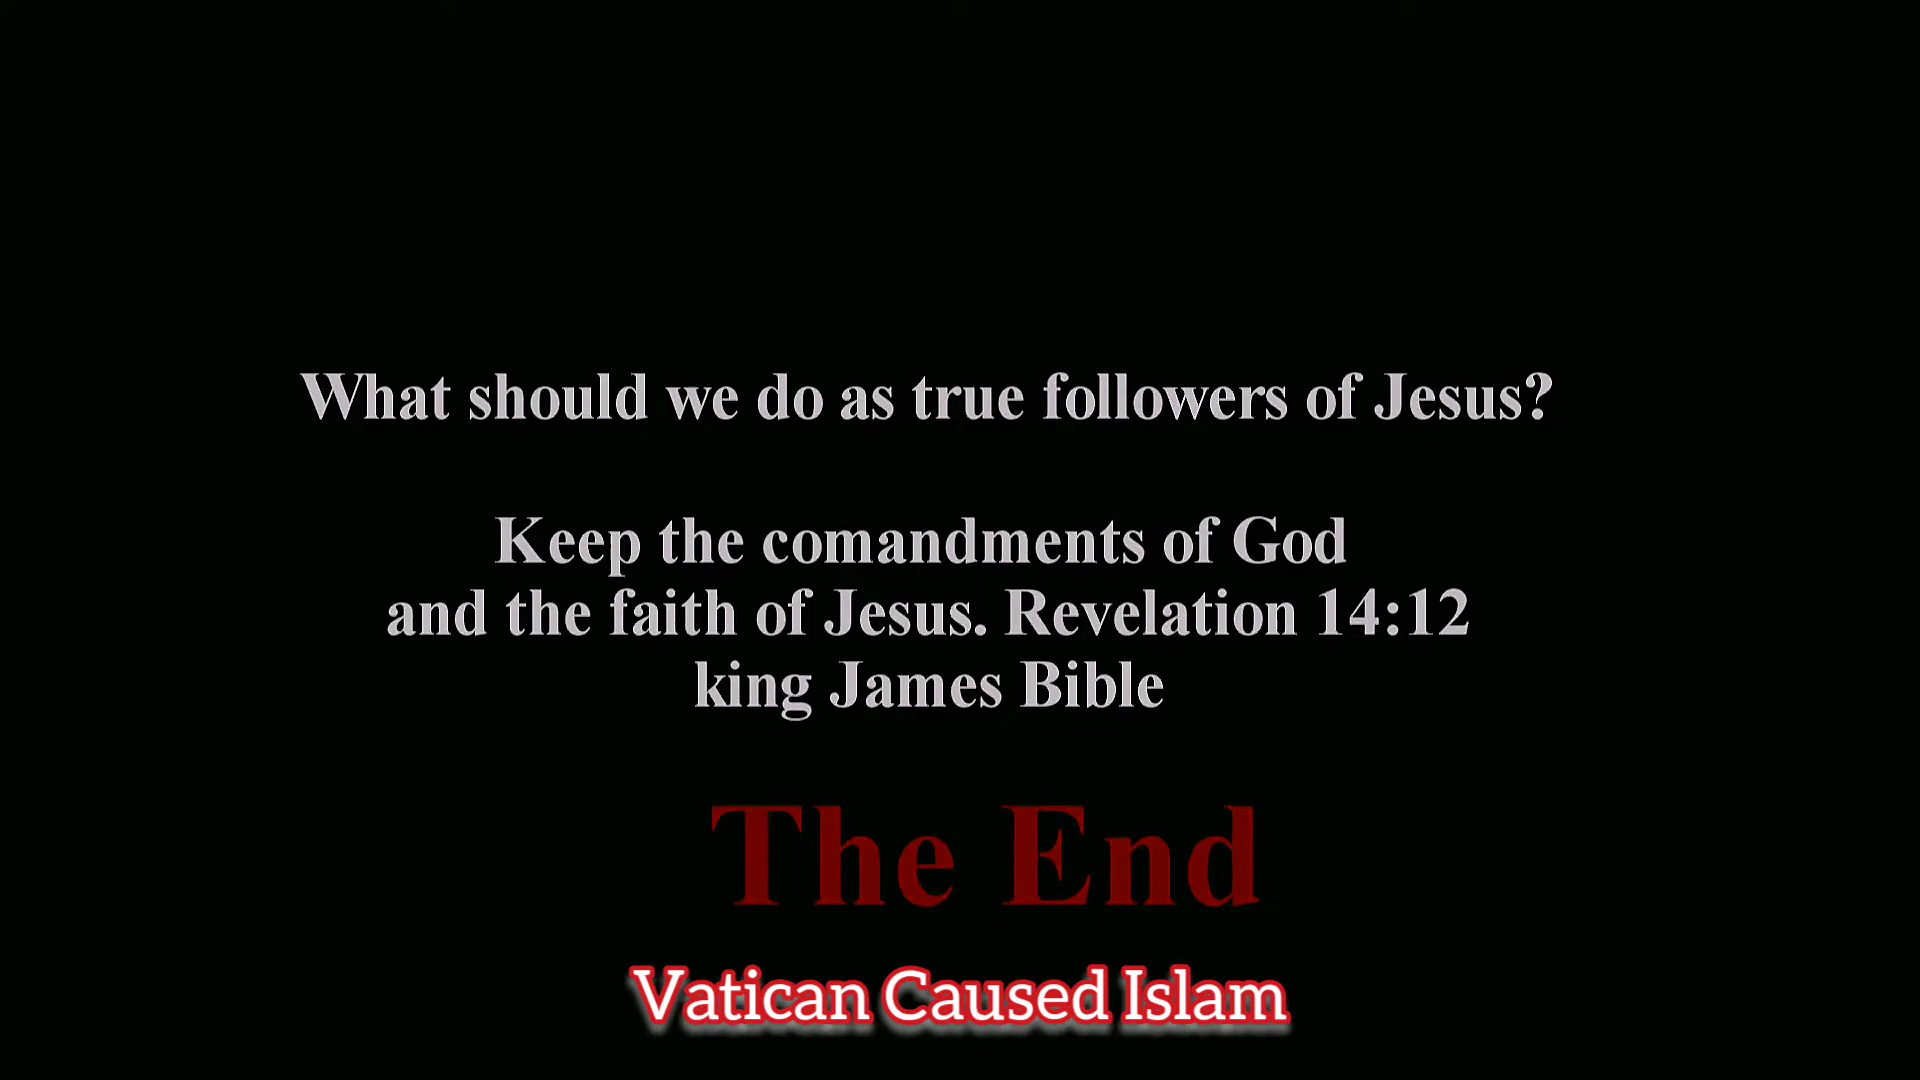 What should we do as true followers of Jesus?
Keep the comandments of God
and the faith of Jesus. Revelation 14:12
king James Bible
The End
Vatican Caused Islam